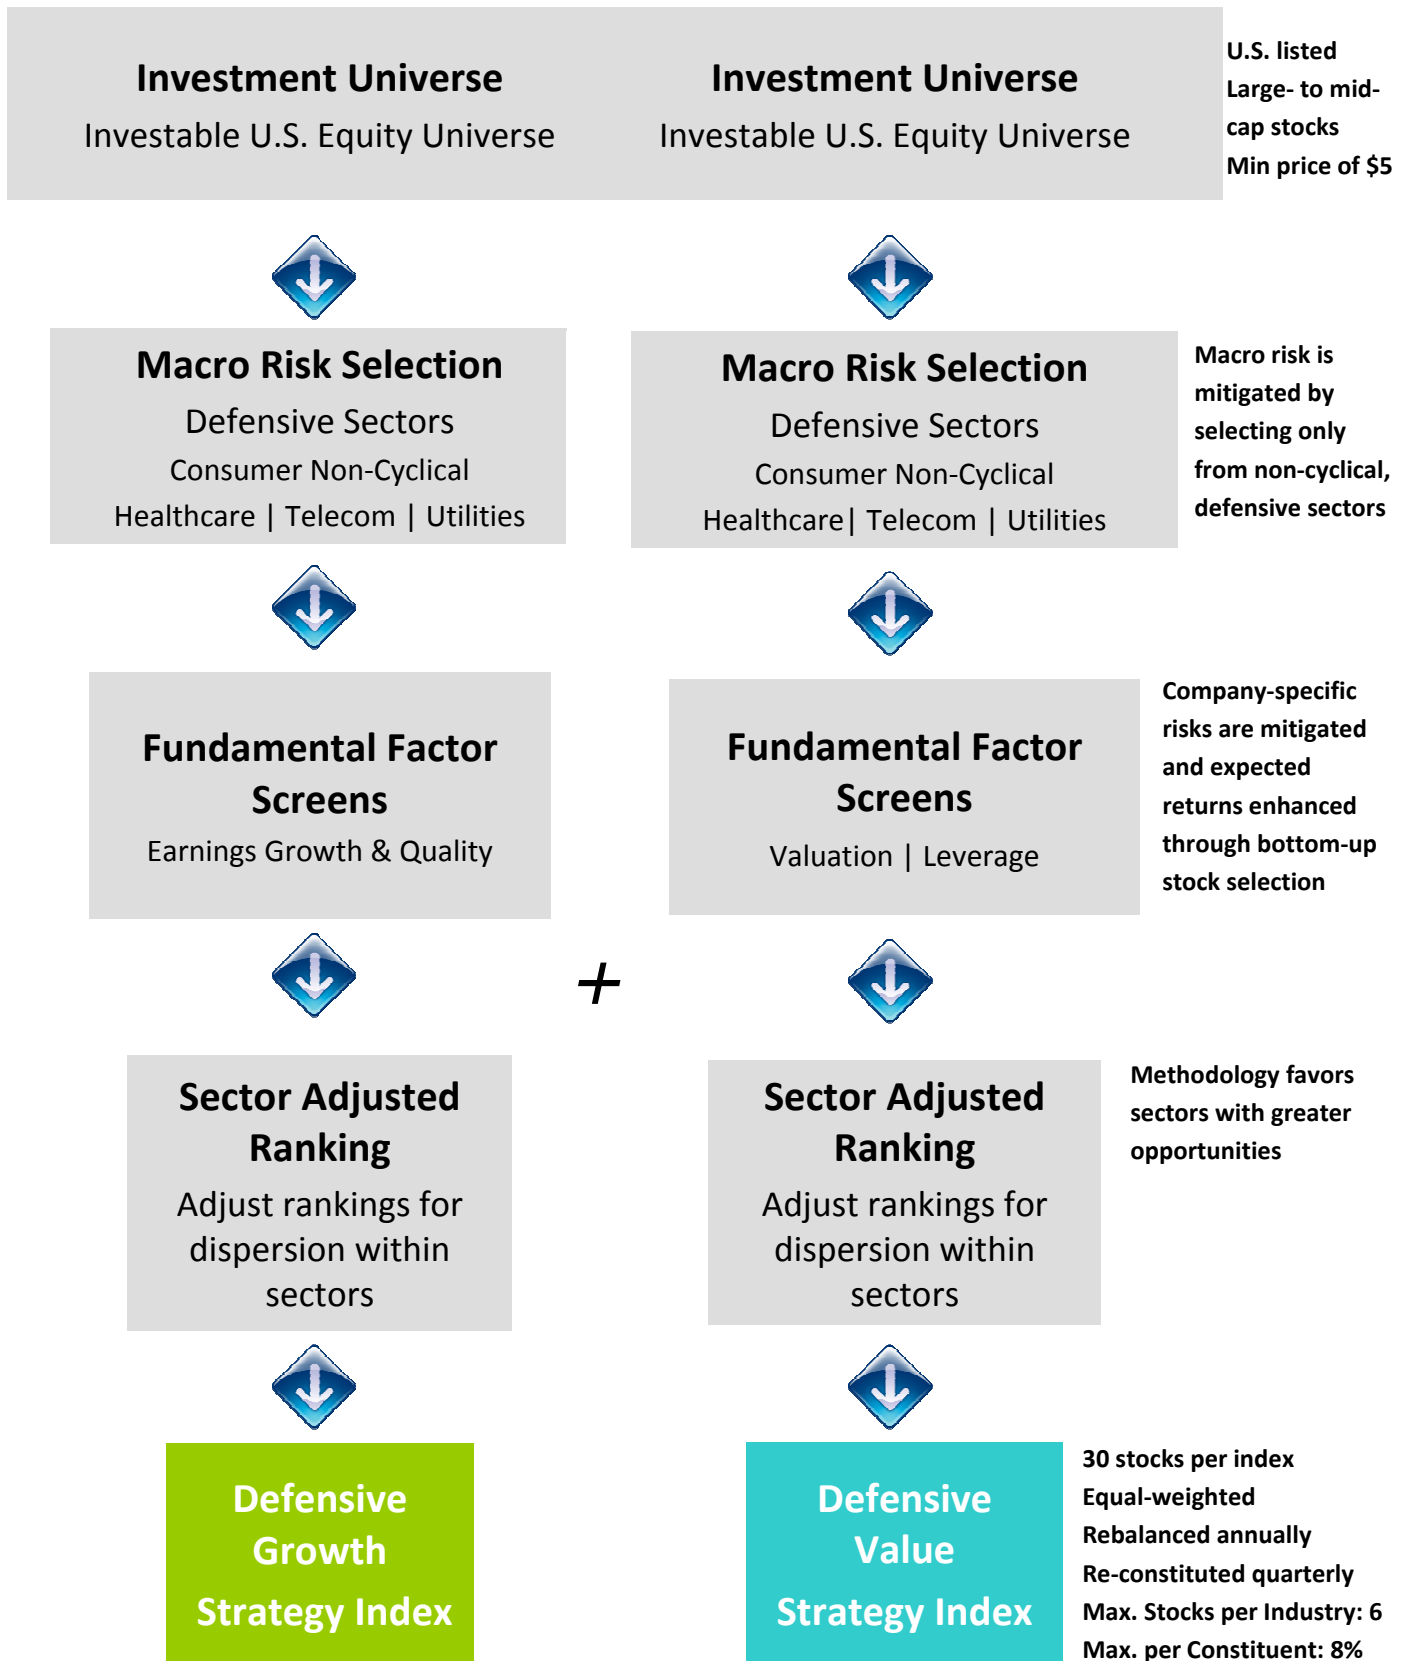 Investment Universe
Investable U.S. Equity Universe
Investment Universe
Investable U.S. Equity Universe
U.S. listed
Large- to mid-
cap stocks
Min price of $5
Macro Risk Selection
Defensive Sectors
Consumer Non-Cyclical
Healthcare | Telecom | Utilities
Macro Risk Selection
Defensive Sectors
Consumer Non-Cyclical
Healthcare| Telecom | Utilities
Macro risk is
mitigated by
selecting only
from non-cyclical,
defensive sectors
Fundamental Factor
Screens
Earnings Growth & Quality
Fundamental Factor
Screens
Valuation | Leverage
Company-specific
risks are mitigated
and expected
returns enhanced
through bottom-up
stock selection
+
Sector Adjusted
Ranking
Adjust rankings for
dispersion within
sectors
Sector Adjusted
Ranking
Adjust rankings for
dispersion within
sectors
Methodology favors
sectors with greater
opportunities
Defensive
Growth
Strategy Index
Defensive
Value
Strategy Index
30 stocks per index
Equal-weighted
Rebalanced annually
Re-constituted quarterly
Max. Stocks per Industry: 6
Max. per Constituent: 8%